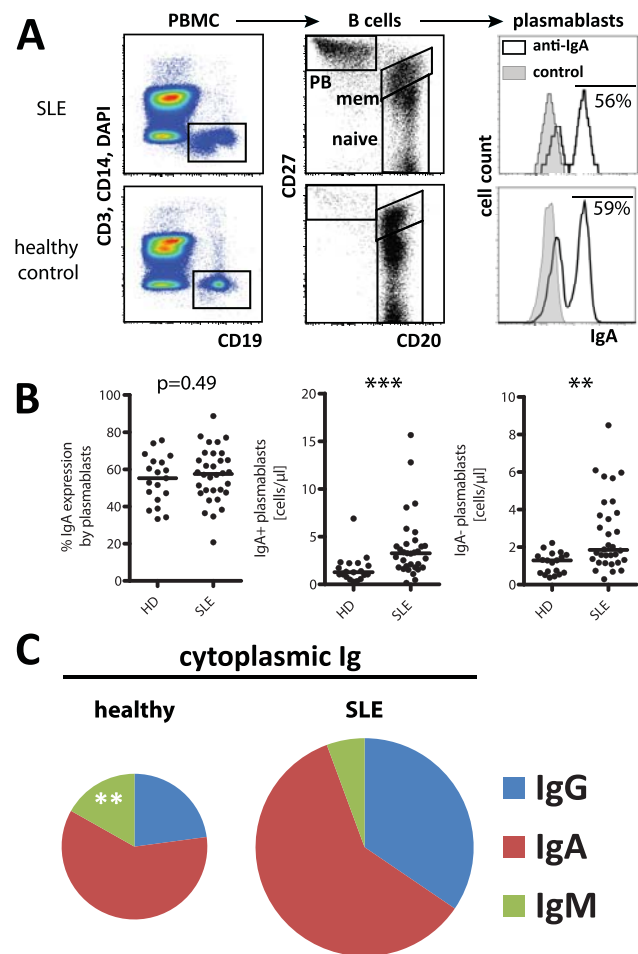 A
PBMC
B cells
plasmablasts
SLE
CD3, CD14, DAPI
PB
mem
naive
CD27
anti-IgA
control
56%
cell count
healthy
control
59%
CD19
CD20
IgA
B
p=0.49
% IgA expression
by plasmablasts
100
80
60
40
20
0
HD
SLE
***
IgA+ plasmablasts
[cells/µl]
20
15
10
5
0
HD
SLE
**
IgA- plasmablasts
[cells/µl]
10
8
6
4
2
0
HD
SLE
C
cytoplasmic Ig
healthy
SLE
**
IgG
IgA
IgM